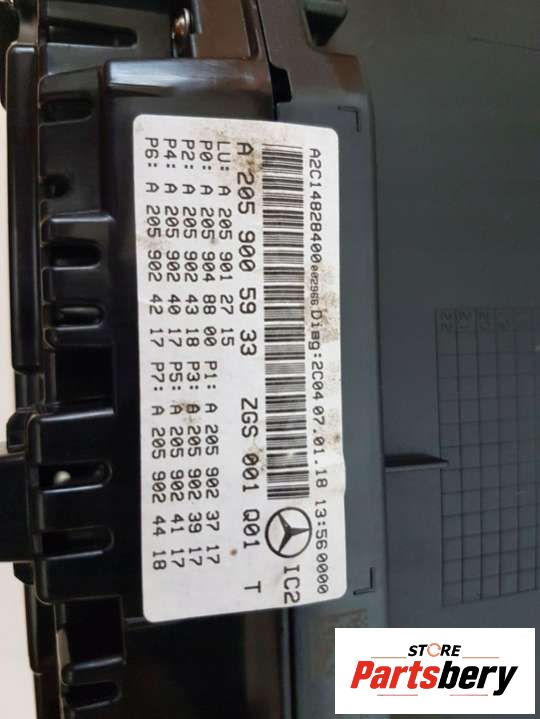 A2C14828400 002966 Diag:2C04 07.01.18 13:56 0000
IC2
A 205 900 59 33 ZGS 001 Q01 T
LU: A 205 901 27 15
P0: A 205 904 88 00 P1: A 205 902 37 17
P2: A 205 902 43 18 P3: A 205 902 39 17
P4: A 205 902 40 17 P5: A 205 902 41 17
P6: A 205 902 42 17 P7: A 205 902 44 18
STORE
Partsbery